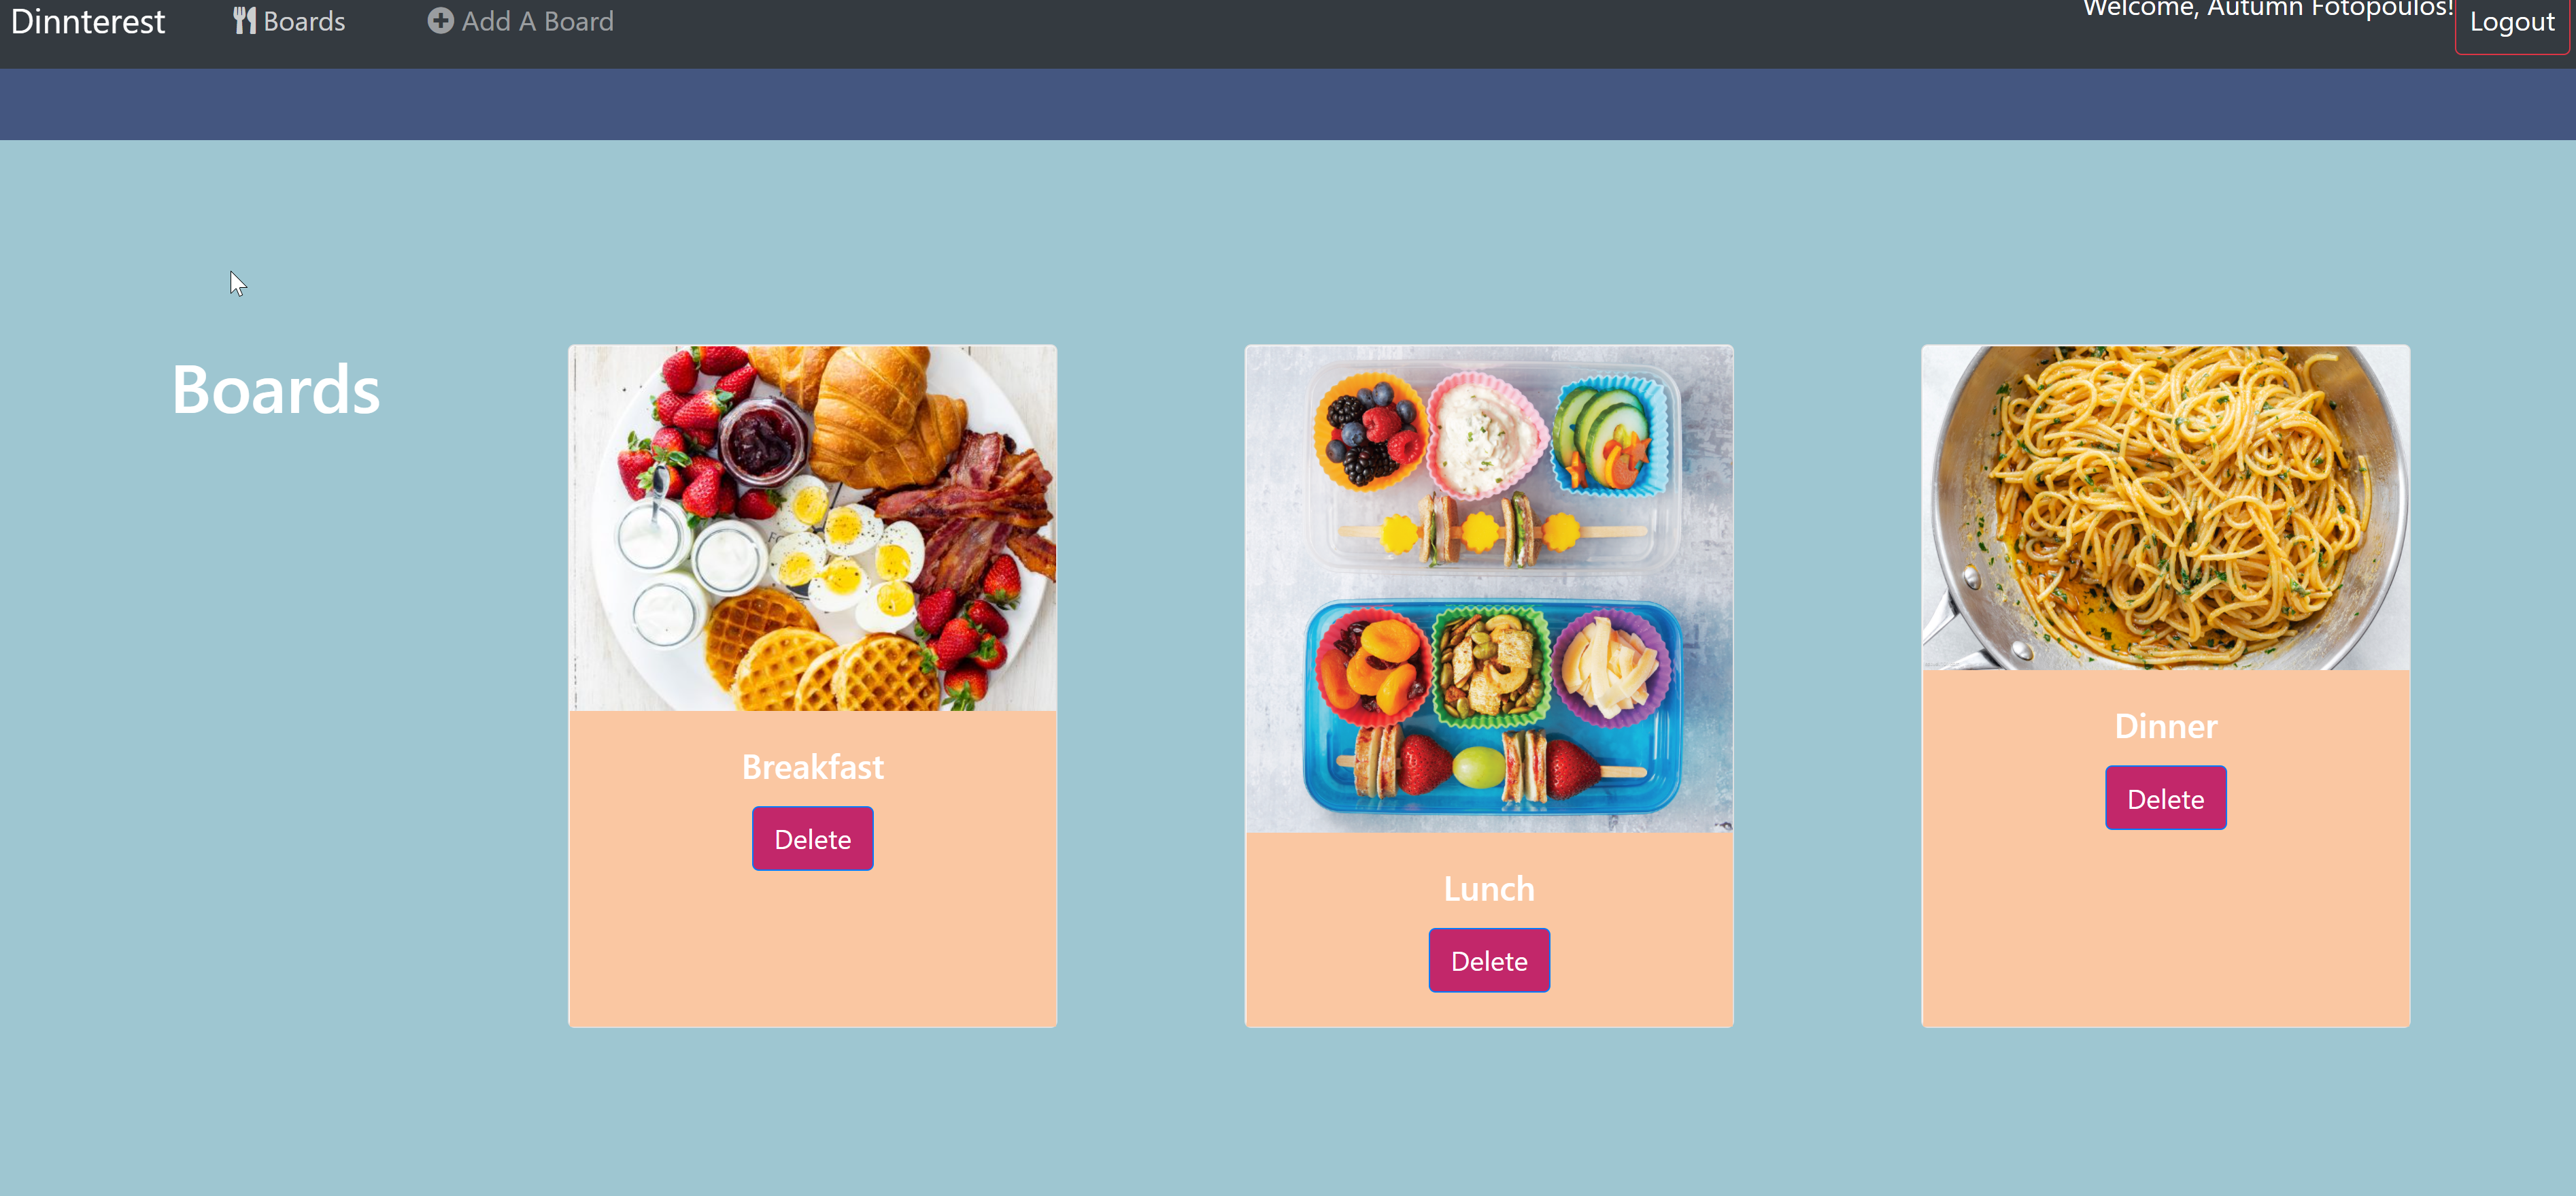 Dinnterest
Boards
Add A Board
Welcome, Autumn Fotopoulos!
Logout
Boards
Breakfast
Delete
Lunch
Delete
Dinner
Delete